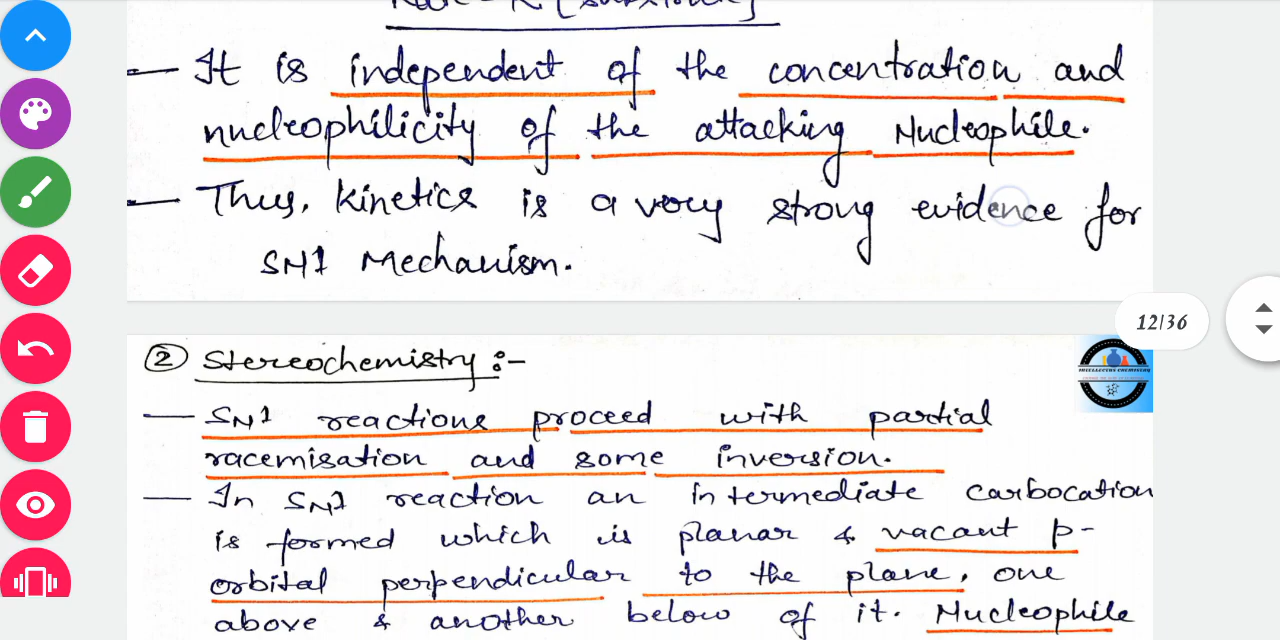 - It is independent of the concentration and
nucleophilicity of the attacking Nucleophile.
- Thus, Kinetics is a very strong evidence for
SN1 Mechanism.
12/36
② Stereochemistry :-
INTELLECTUS CHEMISTRY
- SN1 reactions proceed with partial
racemisation and some inversion.
- In SN1 reaction an intermediate carbocation
is formed which is planar & vacant p-
orbital perpendicular to the plane, one
above & another below of it. Nucleophile